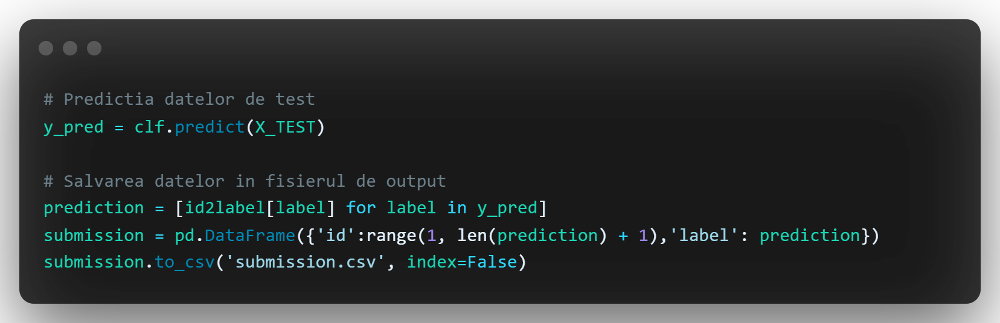 # Predictia datelor de test
y_pred = clf.predict(X_TEST)
# Salvarea datelor in fisierul de output
prediction = [id2label[label] for label in y_pred]
submission = pd.DataFrame({'id':range(1, len(prediction) + 1),'label': prediction})
submission.to_csv('submission.csv', index=False)